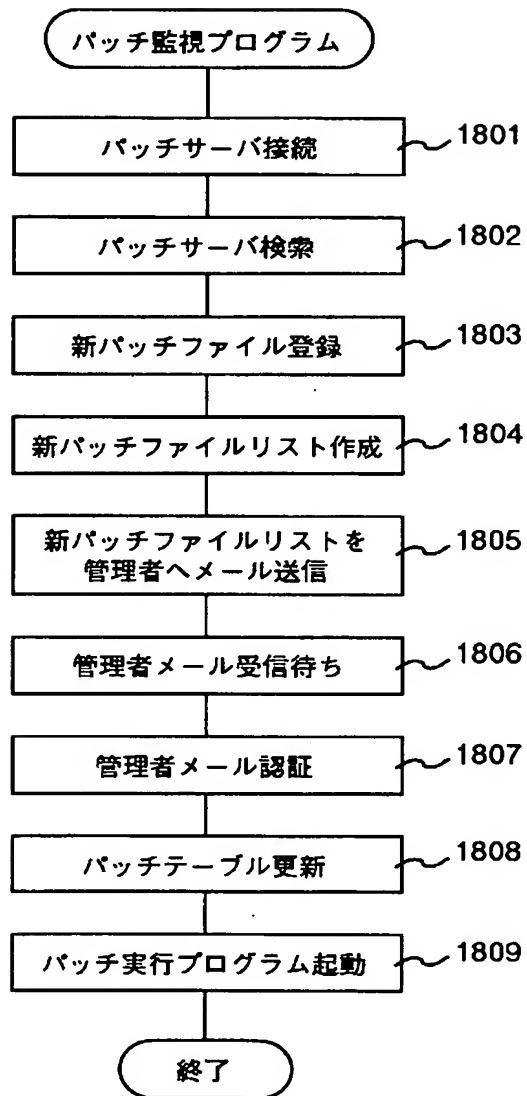 パッチ監視プログラム
パッチサーバ接続 1801
パッチサーバ検索 1802
新パッチファイル登録 1803
新パッチファイルリスト作成 1804
新パッチファイルリストを
管理者へメール送信 1805
管理者メール受信待ち 1806
管理者メール認証 1807
パッチテーブル更新 1808
パッチ実行プログラム起動 1809
終了